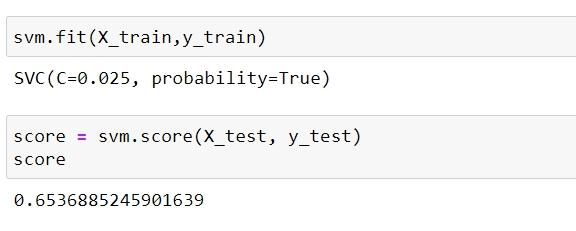 svm.fit(X_train,y_train)
SVC(C=0.025, probability=True)
score = svm.score(X_test, y_test)
score
0.6536885245901639